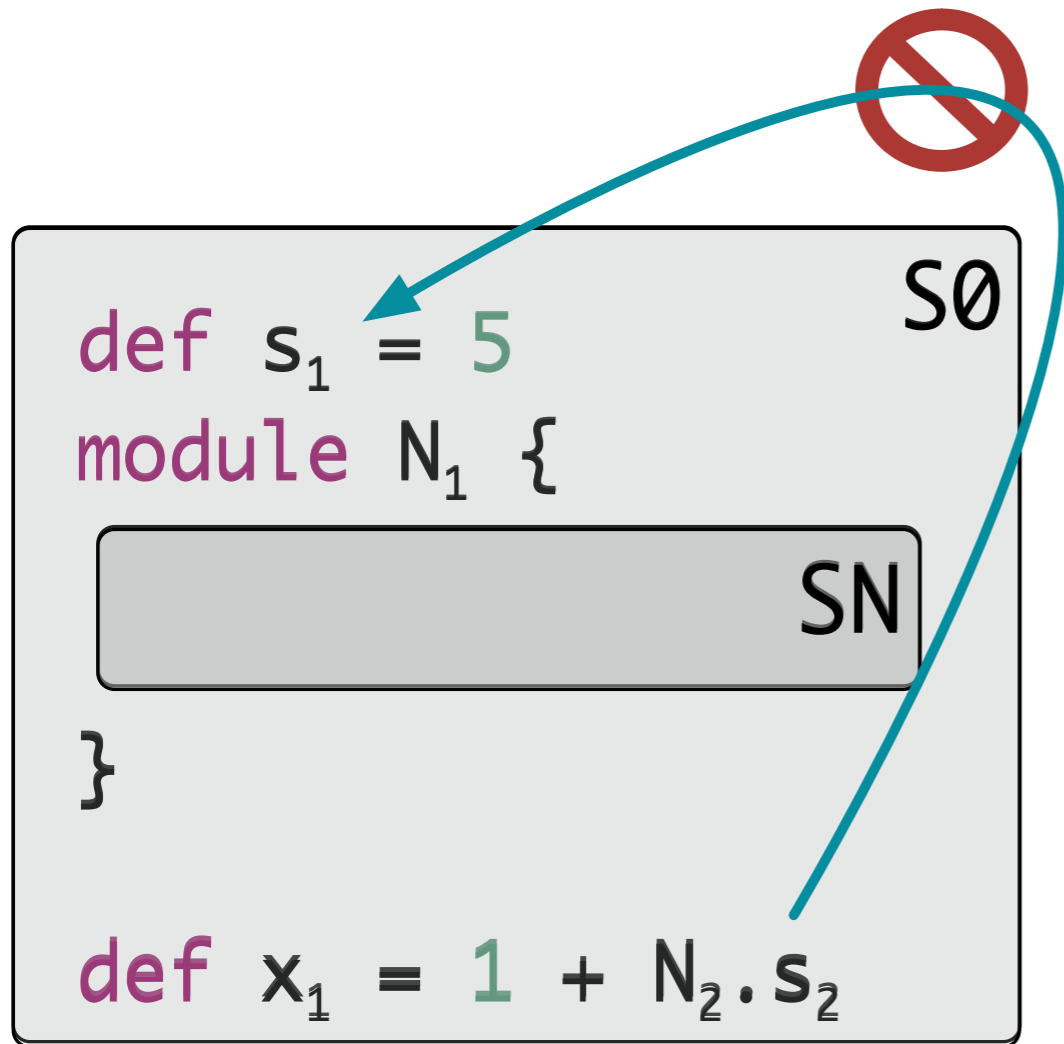 S0
def s₁ = 5
module N₁ {
SN
}
def x₁ = 1 + N₂.s₂